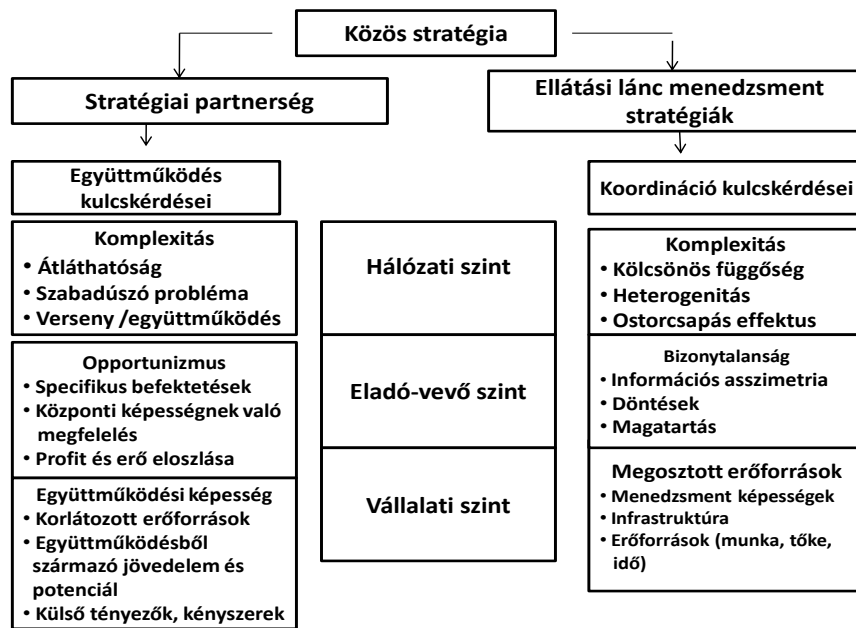 Közös stratégia
Stratégiai partnerség
Ellátási lánc menedzsment
stratégiák
Együttműködés
kulcskérdései
Koordináció kulcskérdései
Komplexitás
• Átláthatóság
• Szabadúszó probléma
• Verseny /együttműködés
Hálózati szint
Komplexitás
• Kölcsönös függőség
• Heterogenitás
• Ostorcsapás effektus
Opportunizmus
• Specifikus befektetések
• Központi képességnek való
megfelelés
• Profit és erő eloszlása
Eladó-vevő szint
Bizonytalanság
• Információs asszimetria
• Döntések
• Magatartás
Együttműködési képesség
• Korlátozott erőforrások
• Együttműködésből
származó jövedelem és
potenciál
• Külső tényezők, kényszerek
Vállalati szint
Megosztott erőforrások
• Menedzsment képességek
• Infrastruktúra
• Erőforrások (munka, tőke,
idő)